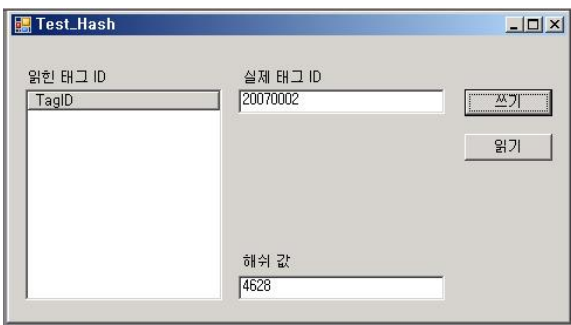 Test_Hash
읽힌 태그 ID
실제 태그 ID
TagID
20070002
쓰기
읽기
해쉬 값
4628